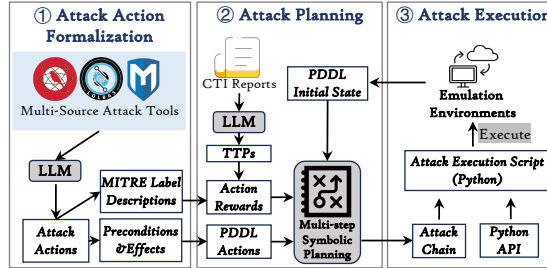 ① Attack Action
Formalization
Multi-Source Attack Tools
LLM
MITRE Label
Descriptions
Attack
Actions
Preconditions
&Effects
② Attack Planning
CTI Reports
LLM
TTPs
Action
Rewards
PDDL
Actions
PDDL
Initial State
Multi-step
Symbolic
Planning
③ Attack Execution
Emulation
Environments
Execute
Attack Execution Script
(Python)
Attack
Chain
Python
API